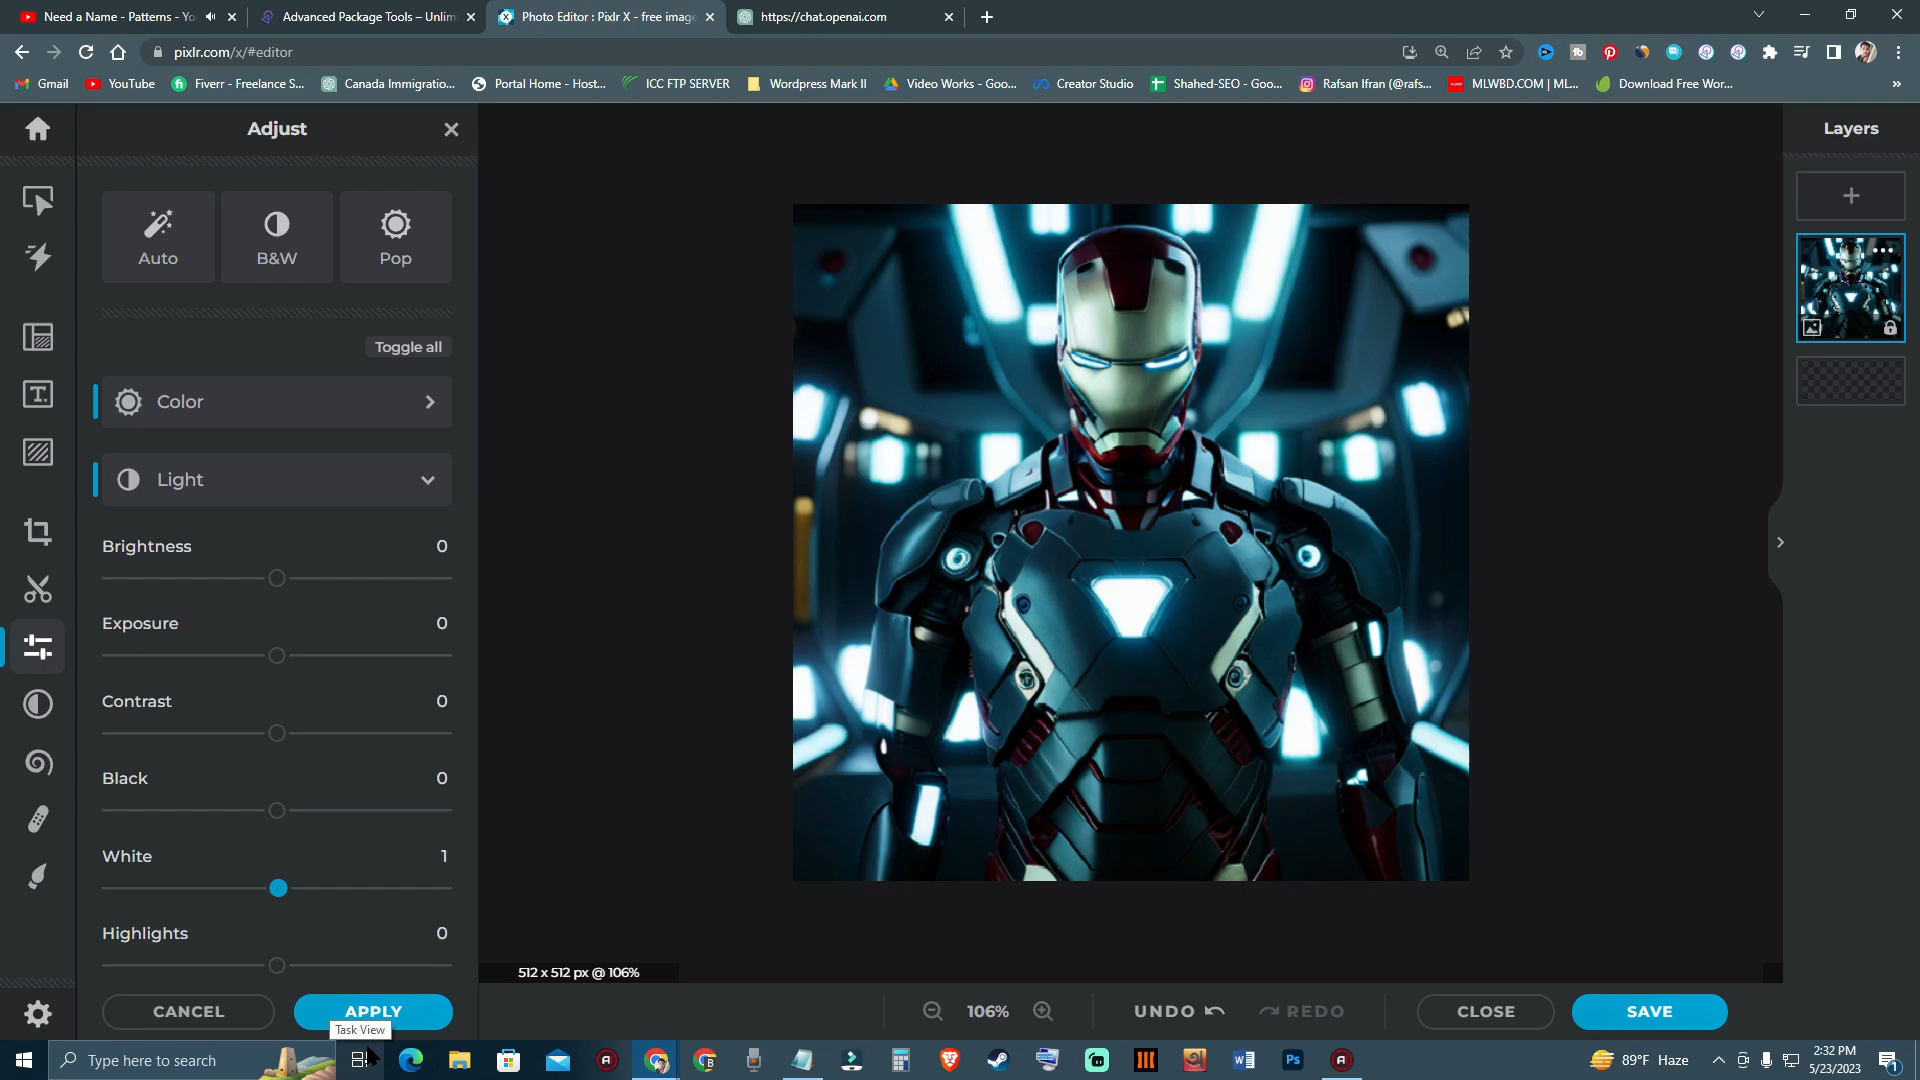 Need a Name - Patterns - Yo
Advanced Package Tools – Unlim
Photo Editor : Pixlr X - free image
https://chat.openai.com
pixlr.com/x/#editor
Gmail
YouTube
Fiverr - Freelance S...
Canada Immigratio...
Portal Home - Host...
ICC FTP SERVER
Wordpress Mark II
Video Works - Goo...
Creator Studio
Shahed-SEO - Goo...
Rafsan Ifran (@rafs...
MLWBD.COM | ML...
Download Free Wor...
»
Adjust
Layers
Auto
B&W
Pop
Toggle all
Color
Light
Brightness 0
Exposure 0
Contrast 0
Black 0
White 1
Highlights 0
512 x 512 px @ 106%
CANCEL
APPLY
106%
UNDO
REDO
CLOSE
SAVE
Task View
Type here to search
89°F Haze
2:32 PM
5/23/2023